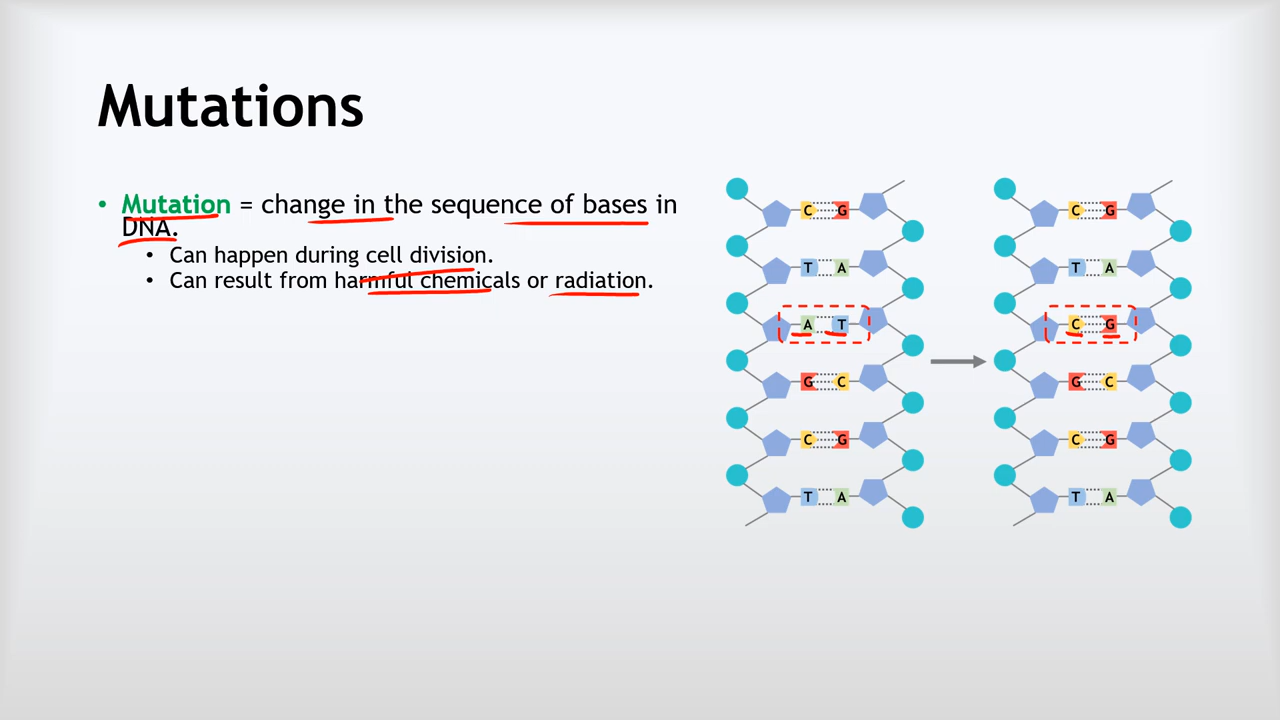 Mutations
• Mutation = change in the sequence of bases in
DNA.
• Can happen during cell division.
• Can result from harmful chemicals or radiation.
C G
T A
A T
G C
C G
T A
C G
T A
C G
G C
C G
T A